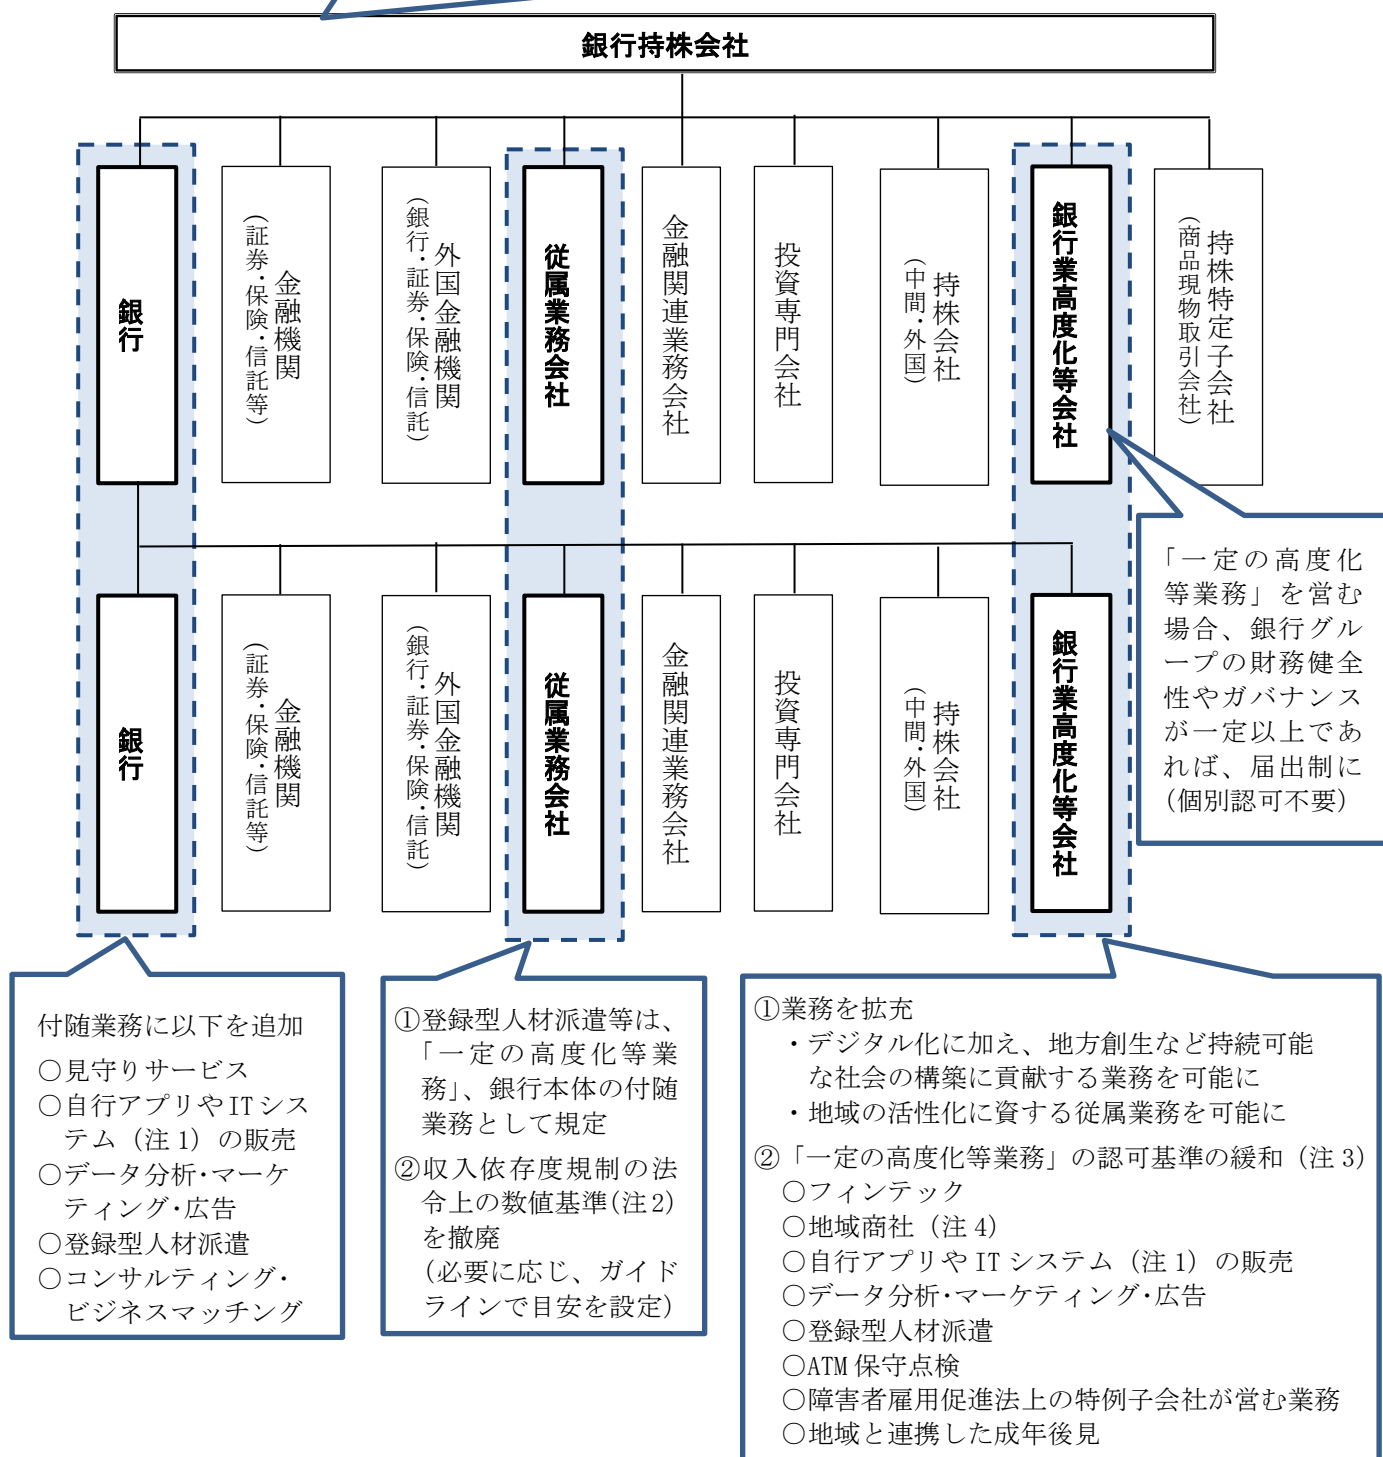 銀行持株会社
銀行
金融機関
（証券・保険・信託等）
外国金融機関
（銀行・証券・保険・信託）
従属業務会社
金融関連業務会社
投資専門会社
持株会社
（中間・外国）
銀行業高度化等会社
持株特定子会社
（商品現物取引会社）
銀行
金融機関
（証券・保険・信託等）
外国金融機関
（銀行・証券・保険・信託）
従属業務会社
金融関連業務会社
投資専門会社
持株会社
（中間・外国）
銀行業高度化等会社
「一定の高度化
等業務」を営む
場合、銀行グル
ープの財務健全
性やガバナンス
が一定以上であ
れば、届出制に
（個別認可不要）
付随業務に以下を追加
○見守りサービス
○自行アプリやITシス
テム（注1）の販売
○データ分析・マーケ
ティング・広告
○登録型人材派遣
○コンサルティング・
ビジネスマッチング
①登録型人材派遣等は、
「一定の高度化等業
務」、銀行本体の付随
業務として規定
②収入依存度規制の法
令上の数値基準（注2）
を撤廃
（必要に応じ、ガイド
ラインで目安を設定）
①業務を拡充
・デジタル化に加え、地方創生など持続可能
な社会の構築に貢献する業務を可能に
・地域の活性化に資する従属業務を可能に
②「一定の高度化等業務」の認可基準の緩和（注3）
○フィンテック
○地域商社（注4）
○自行アプリやITシステム（注1）の販売
○データ分析・マーケティング・広告
○登録型人材派遣
○ATM保守点検
○障害者雇用促進法上の特例子会社が営む業務
○地域と連携した成年後見